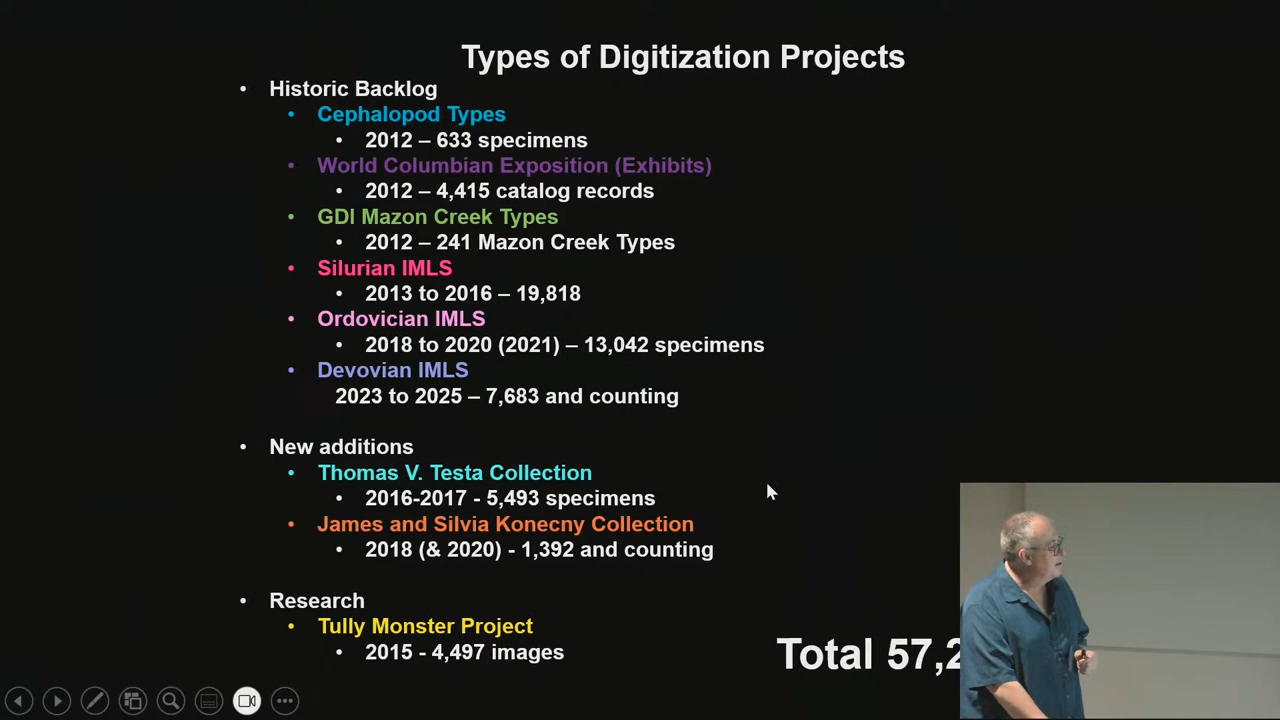 Types of Digitization Projects
• Historic Backlog
• Cephalopod Types
• 2012 – 633 specimens
• World Columbian Exposition (Exhibits)
• 2012 – 4,415 catalog records
• GDI Mazon Creek Types
• 2012 – 241 Mazon Creek Types
• Silurian IMLS
• 2013 to 2016 – 19,818
• Ordovician IMLS
• 2018 to 2020 (2021) – 13,042 specimens
• Devovian IMLS
2023 to 2025 – 7,683 and counting
• New additions
• Thomas V. Testa Collection
• 2016-2017 - 5,493 specimens
• James and Silvia Konecny Collection
• 2018 (& 2020) - 1,392 and counting
• Research
• Tully Monster Project
• 2015 - 4,497 images
Total 57,2